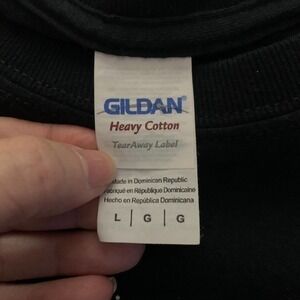 GILDAN
Heavy Cotton
TearAway Label
Made in Dominican Republic
Fabriqué en République Dominicaine
Hecho en República Dominicana
L | G | G